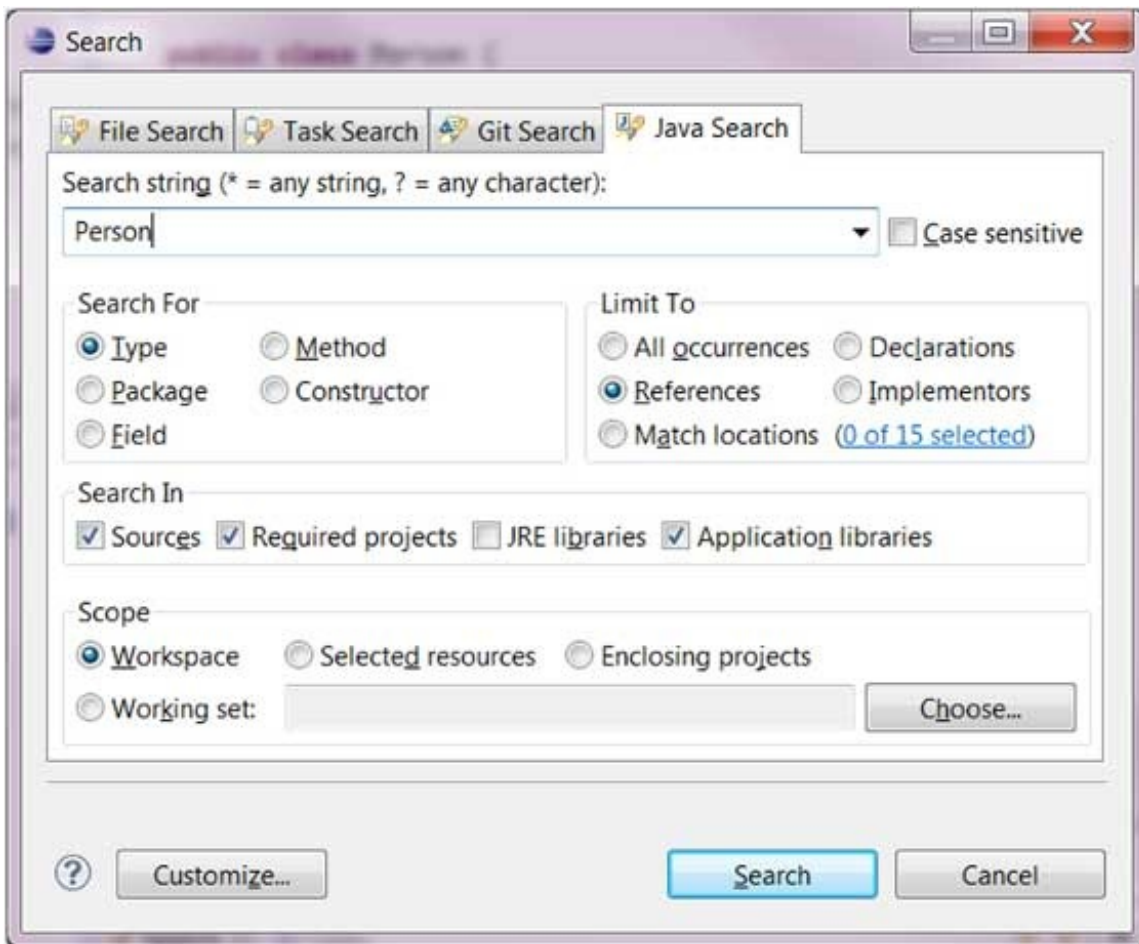 Search
public class Person {
File Search Task Search Git Search Java Search
Search string (* = any string, ? = any character):
Person
Case sensitive
Search For
Type Method
Package Constructor
Field
Limit To
All occurrences Declarations
References Implementors
Match locations (0 of 15 selected)
Search In
Sources Required projects JRE libraries Application libraries
Scope
Workspace Selected resources Enclosing projects
Working set: Choose...
? Customize... Search Cancel